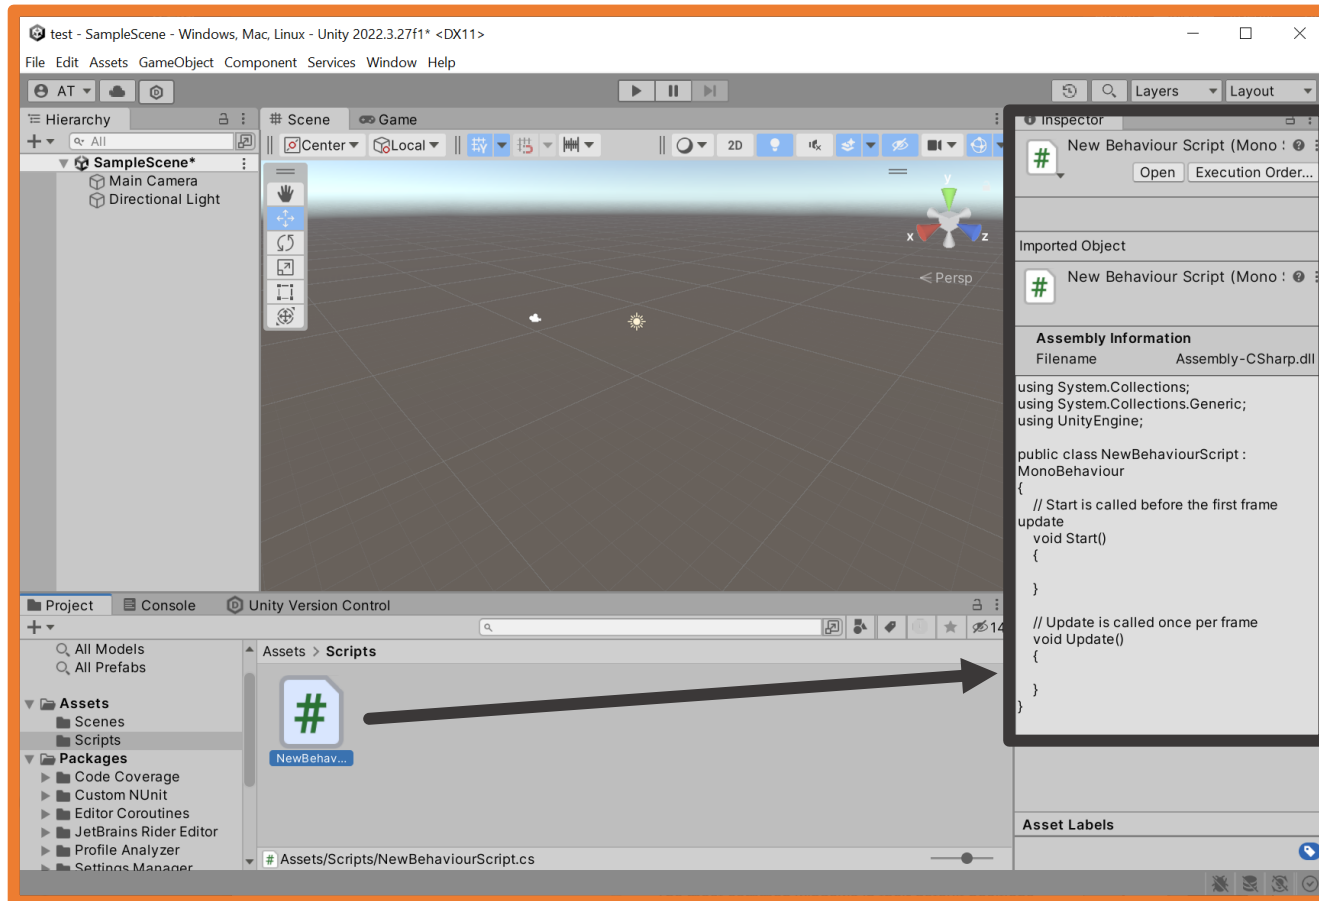 test - SampleScene - Windows, Mac, Linux - Unity 2022.3.27f1* <DX11>
File Edit Assets GameObject Component Services Window Help
AT
Layers
Layout
Hierarchy
All
SampleScene*
Main Camera
Directional Light
# Scene
Game
Center
Local
2D
y
x
z
< Persp
Inspector
#
New Behaviour Script (Mono :
Open
Execution Order...
Imported Object
#
New Behaviour Script (Mono :
Assembly Information
Filename Assembly-CSharp.dll
using System.Collections;
using System.Collections.Generic;
using UnityEngine;
public class NewBehaviourScript :
MonoBehaviour
{
// Start is called before the first frame
update
void Start()
{
}
// Update is called once per frame
void Update()
{
}
}
Asset Labels
Project
Console
Unity Version Control
14
All Models
All Prefabs
Assets
Scenes
Scripts
Packages
Code Coverage
Custom NUnit
Editor Coroutines
JetBrains Rider Editor
Profile Analyzer
Settings Manager
Assets > Scripts
#
NewBehav...
# Assets/Scripts/NewBehaviourScript.cs